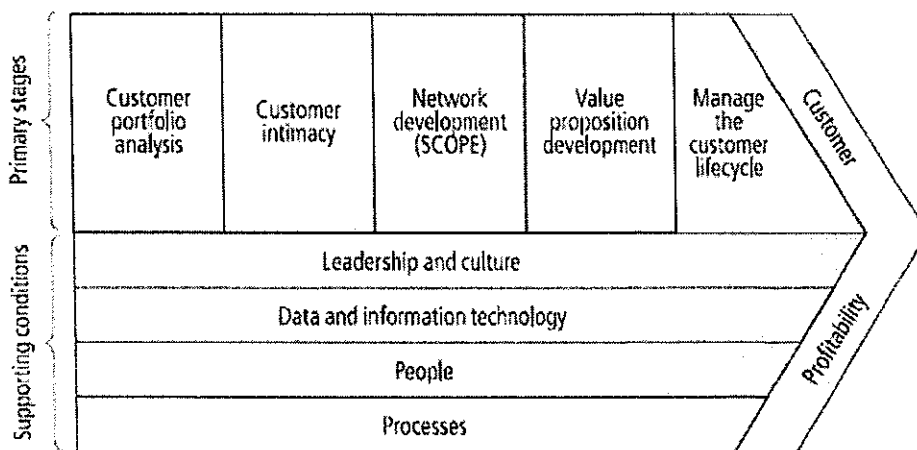 Primary stages
Customer
portfolio
analysis
Customer
intimacy
Network
development
(SCOPE)
Value
proposition
development
Manage
the
customer
lifecycle
Customer
Supporting conditions
Leadership and culture
Data and information technology
People
Processes
Profitability